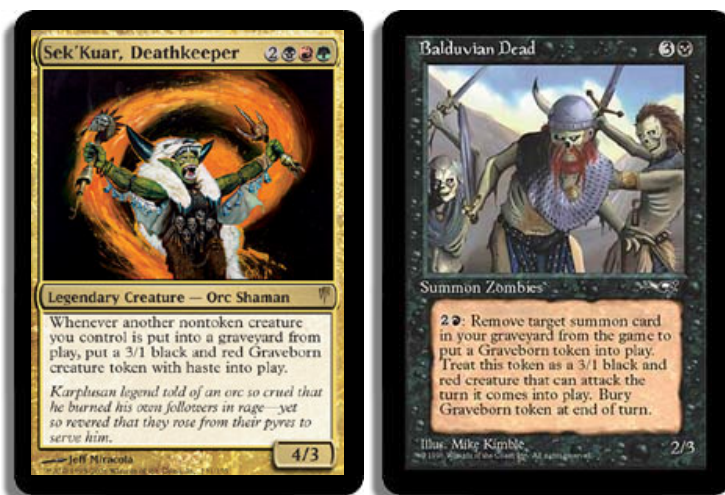 Sek'Kuar, Deathkeeper 2
Legendary Creature — Orc Shaman
Whenever another nontoken creature
you control is put into a graveyard from
play, put a 3/1 black and red Graveborn
creature token with haste into play.
Karplusan legend told of an orc so cruel that
he burned his own followers in rage—yet
so revered that they rose from their pyres to
serve him.
4/3
Jeff Miracola
Balduvian Dead 3
Summon Zombies
2: Remove target summon card
in your graveyard from the game to
put a Graveborn token into play.
Treat this token as a 3/1 black and
red creature that can attack the
turn it comes into play. Bury
Graveborn token at end of turn.
Illus. Mike Kimble
2/3